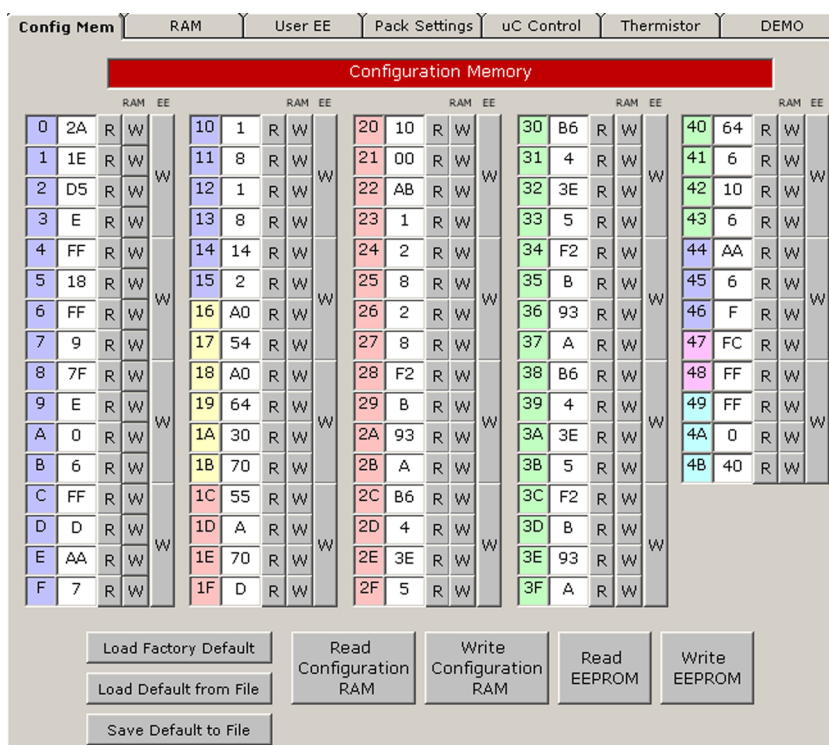 Config Mem RAM User EE Pack Settings uC Control Thermistor DEMO
Configuration Memory
RAM EE RAM EE RAM EE RAM EE RAM EE
0 2A R W 10 1 R W 20 10 R W 30 B6 R W 40 64 R W
1 1E R W 11 8 R W 21 00 R W 31 4 R W 41 6 R W
W W W W W
2 D5 R W 12 1 R W 22 AB R W 32 3E R W 42 10 R W
3 E R W 13 8 R W 23 1 R W 33 5 R W 43 6 R W
4 FF R W 14 14 R W 24 2 R W 34 F2 R W 44 AA R W
5 18 R W 15 2 R W 25 8 R W 35 B R W 45 6 R W
W W W W W
6 FF R W 16 A0 R W 26 2 R W 36 93 R W 46 F R W
7 9 R W 17 54 R W 27 8 R W 37 A R W 47 FC R W
8 7F R W 18 A0 R W 28 F2 R W 38 B6 R W 48 FF R W
9 E R W 19 64 R W 29 B R W 39 4 R W 49 FF R W
W W W W W
A 0 R W 1A 30 R W 2A 93 R W 3A 3E R W 4A 0 R W
B 6 R W 1B 70 R W 2B A R W 3B 5 R W 4B 40 R W
C FF R W 1C 55 R W 2C B6 R W 3C F2 R W
D D R W 1D A R W 2D 4 R W 3D B R W
W W W W
E AA R W 1E 70 R W 2E 3E R W 3E 93 R W
F 7 R W 1F D R W 2F 5 R W 3F A R W
Load Factory Default
Load Default from File
Save Default to File
Read
Configuration
RAM
Write
Configuration
RAM
Read
EEPROM
Write
EEPROM